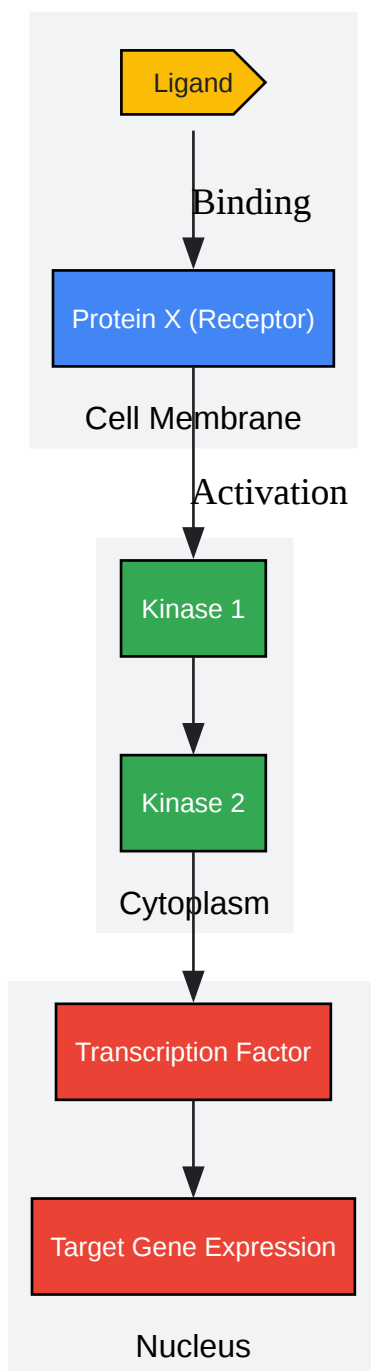 Ligand
Binding
Protein X (Receptor)
Cell Membrane
Activation
Kinase 1
Kinase 2
Cytoplasm
Transcription Factor
Target Gene Expression
Nucleus